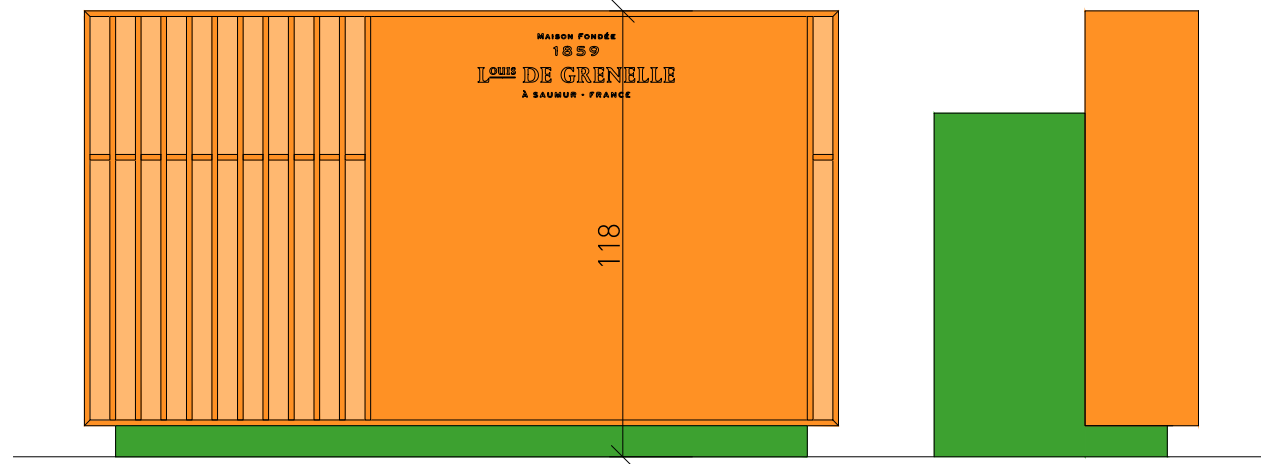 MAISON FONDÉE
1859
LOUIS DE GRENELLE
À SAUMUR - FRANCE
118